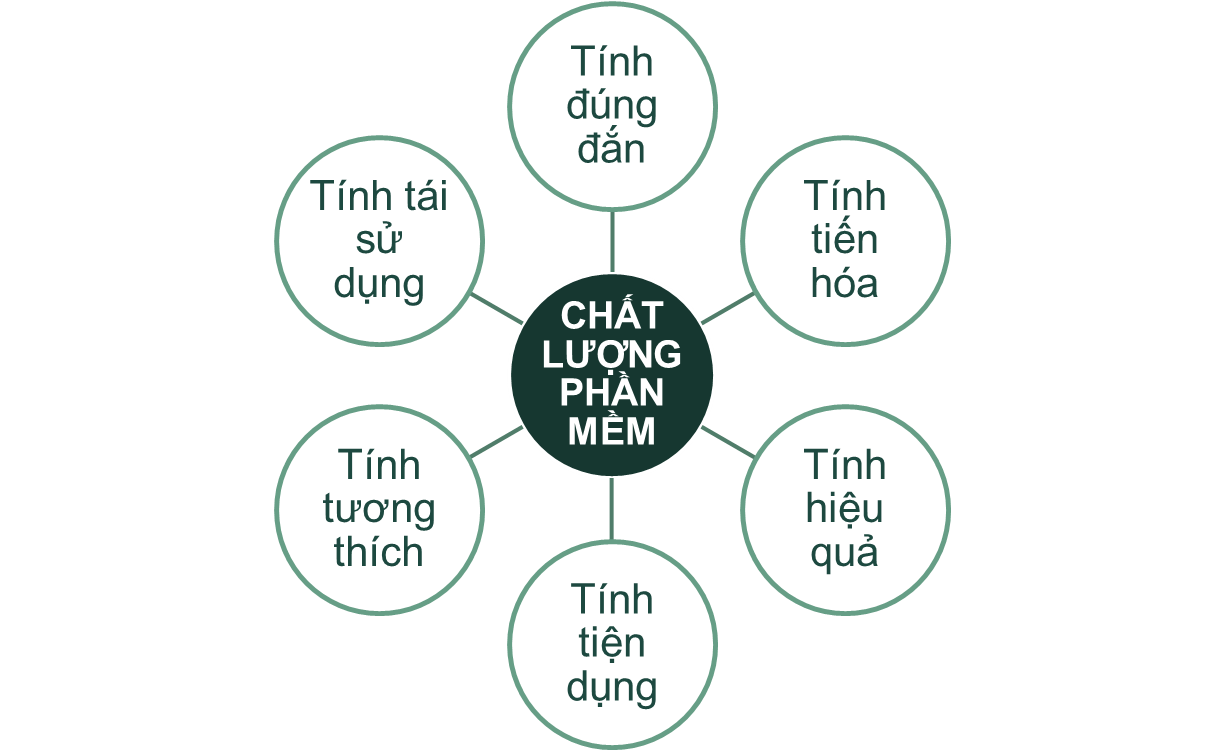 Tính
đúng
đắn
Tính tái
sử
dụng
Tính
tiến
hóa
CHẤT
LƯỢNG
PHẦN
MỀM
Tính
tương
thích
Tính
hiệu
quả
Tính
tiện
dụng